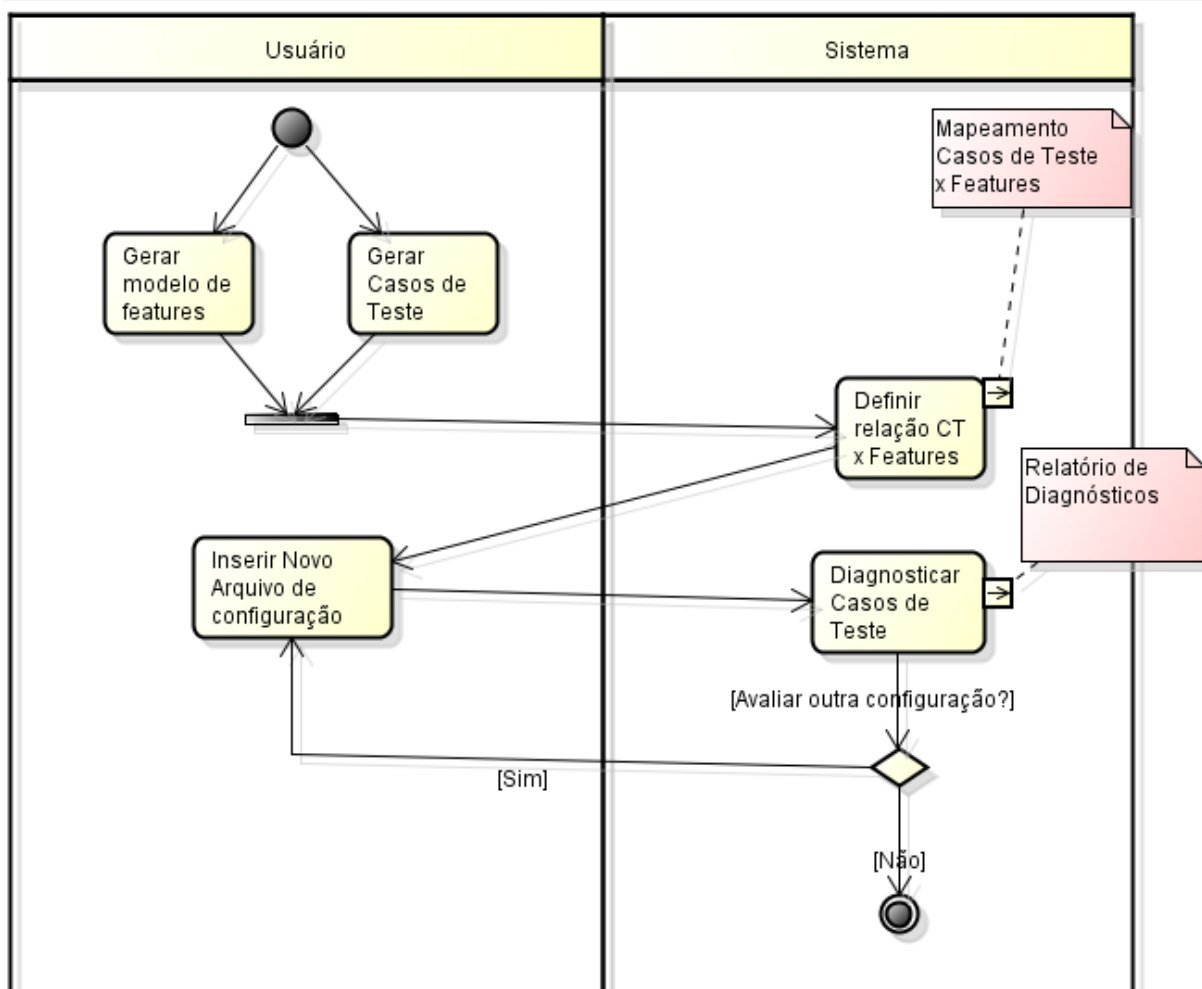 Usuário
Sistema
Mapeamento
Casos de Teste
x Features
Gerar
modelo de
features
Gerar
Casos de
Teste
Definir
relação CT
x Features
Relatório de
Diagnósticos
Inserir Novo
Arquivo de
configuração
Diagnosticar
Casos de
Teste
[Avaliar outra configuração?]
[Sim]
[Não]